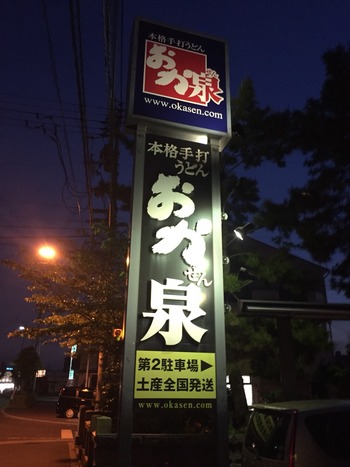 本格手打うどん
おか泉
せん
www.okasen.com
本格手打
うどん
おか
せん
泉
第2駐車場▶
土産全国発送
www.okasen.com